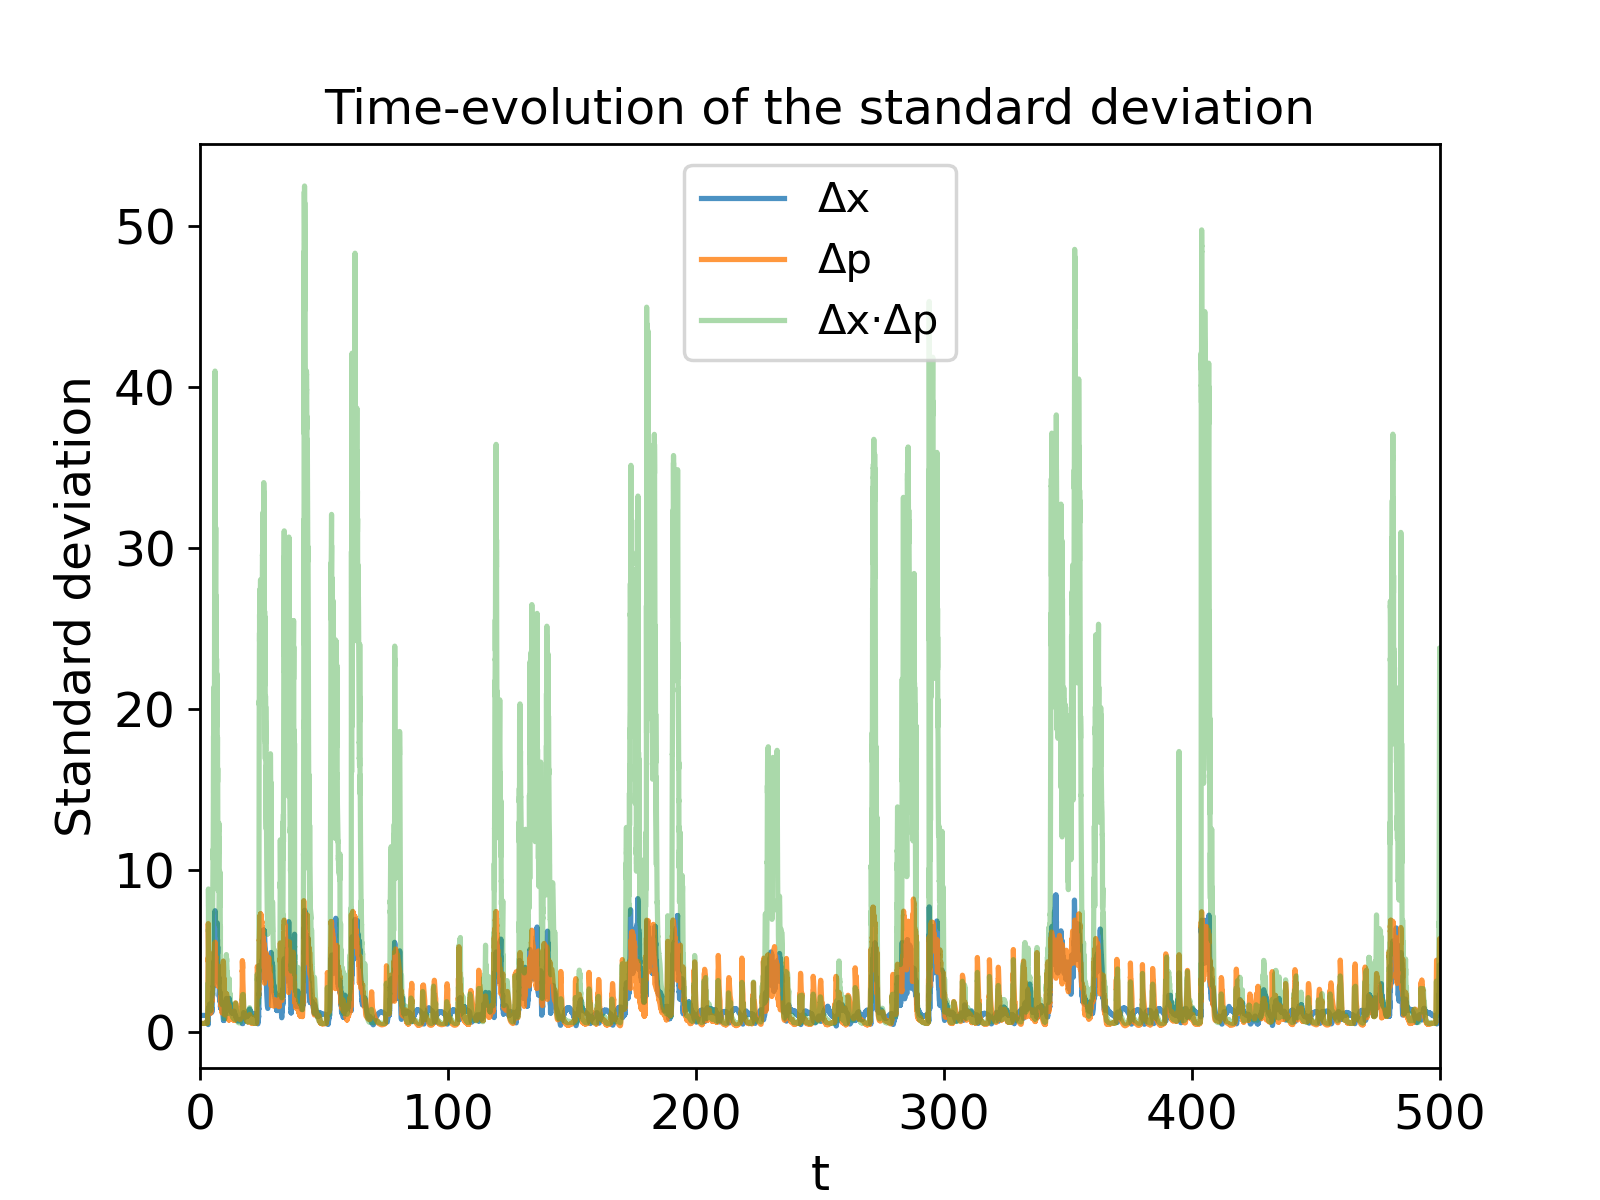 Time-evolution of the standard deviation
Δx
Δp
Δx·Δp
Standard deviation
50
40
30
20
10
0
0 100 200 300 400 500
t